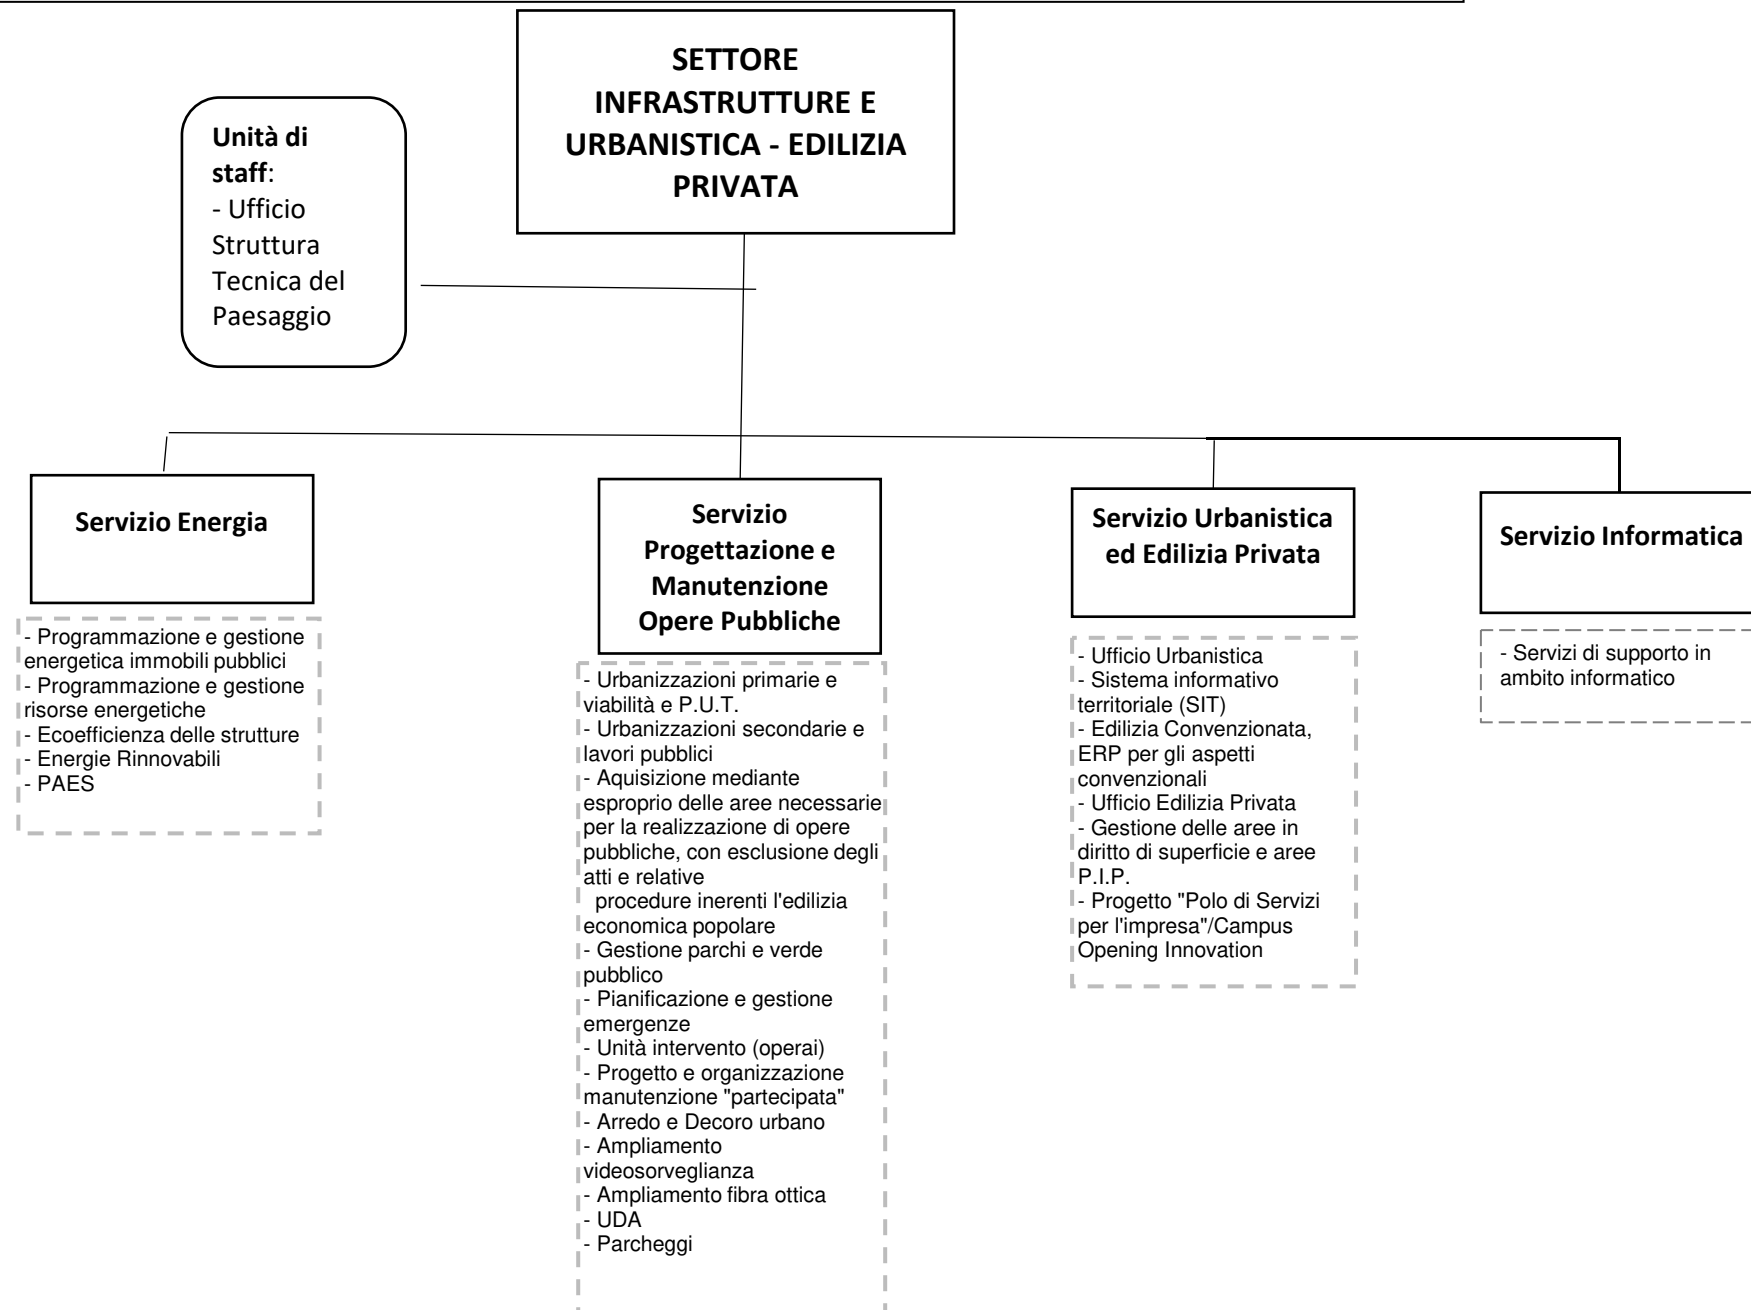 SETTORE
INFRASTRUTTURE E
URBANISTICA - EDILIZIA
PRIVATA
Unità di
staff:
- Ufficio
Struttura
Tecnica del
Paesaggio
Servizio Energia
- Programmazione e gestione
energetica immobili pubblici
- Programmazione e gestione
risorse energetiche
- Ecoefficienza delle strutture
- Energie Rinnovabili
- PAES
Servizio
Progettazione e
Manutenzione
Opere Pubbliche
- Urbanizzazioni primarie e
viabilità e P.U.T.
- Urbanizzazioni secondarie e
lavori pubblici
- Aquisizione mediante
esproprio delle aree necessarie
per la realizzazione di opere
pubbliche, con esclusione degli
atti e relative
procedure inerenti l'edilizia
economica popolare
- Gestione parchi e verde
pubblico
- Pianificazione e gestione
emergenze
- Unità intervento (operai)
- Progetto e organizzazione
manutenzione "partecipata"
- Arredo e Decoro urbano
- Ampliamento
videosorveglianza
- Ampliamento fibra ottica
- UDA
- Parcheggi
Servizio Urbanistica
ed Edilizia Privata
- Ufficio Urbanistica
- Sistema informativo
territoriale (SIT)
- Edilizia Convenzionata,
ERP per gli aspetti
convenzionali
- Ufficio Edilizia Privata
- Gestione delle aree in
diritto di superficie e aree
P.I.P.
- Progetto "Polo di Servizi
per l'impresa"/Campus
Opening Innovation
Servizio Informatica
- Servizi di supporto in
ambito informatico